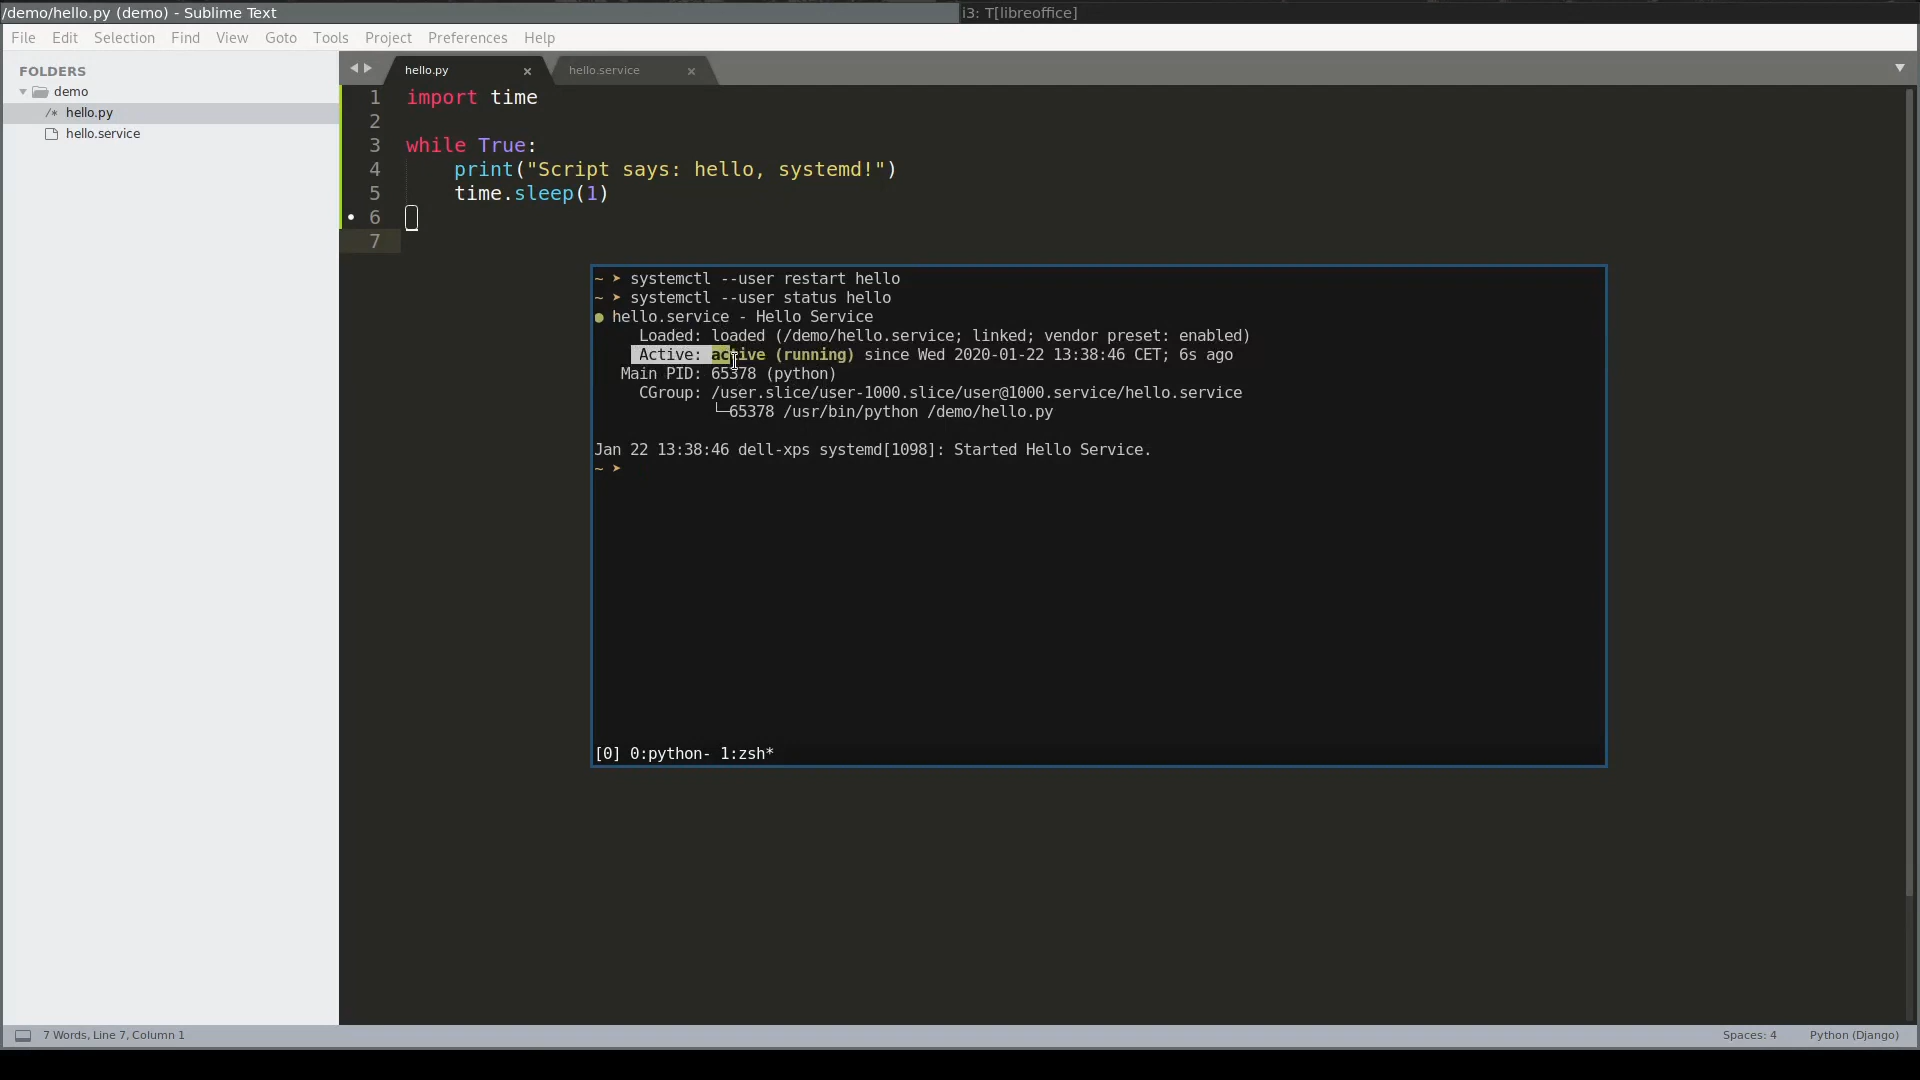 /demo/hello.py (demo) - Sublime Text
i3: T[libreoffice]
File Edit Selection Find View Goto Tools Project Preferences Help
FOLDERS
demo
/* hello.py
hello.service
hello.py × hello.service ×
1 import time
2
3 while True:
4 print("Script says: hello, systemd!")
5 time.sleep(1)
6
7
~ ➤ systemctl --user restart hello
~ ➤ systemctl --user status hello
● hello.service - Hello Service
Loaded: loaded (/demo/hello.service; linked; vendor preset: enabled)
Active: active (running) since Wed 2020-01-22 13:38:46 CET; 6s ago
Main PID: 65378 (python)
CGroup: /user.slice/user-1000.slice/user@1000.service/hello.service
└─65378 /usr/bin/python /demo/hello.py
Jan 22 13:38:46 dell-xps systemd[1098]: Started Hello Service.
~ ➤
[0] 0:python- 1:zsh*
7 Words, Line 7, Column 1
Spaces: 4
Python (Django)